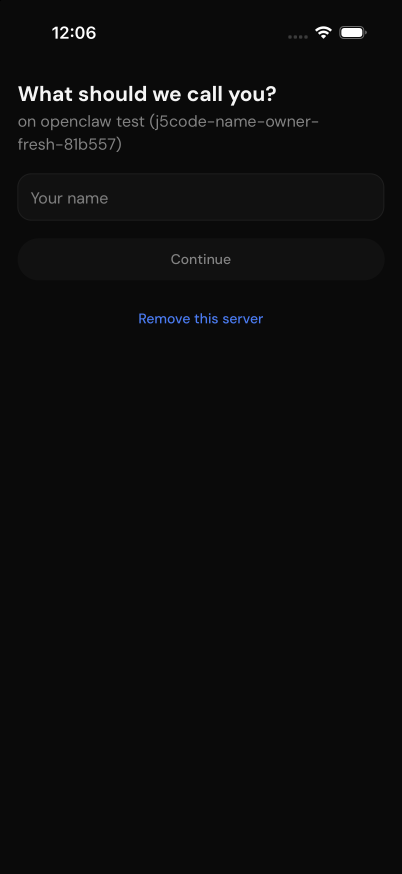 12:06
What should we call you?
on openclaw test (j5code-name-owner-
fresh-81b557)
Your name
Continue
Remove this server